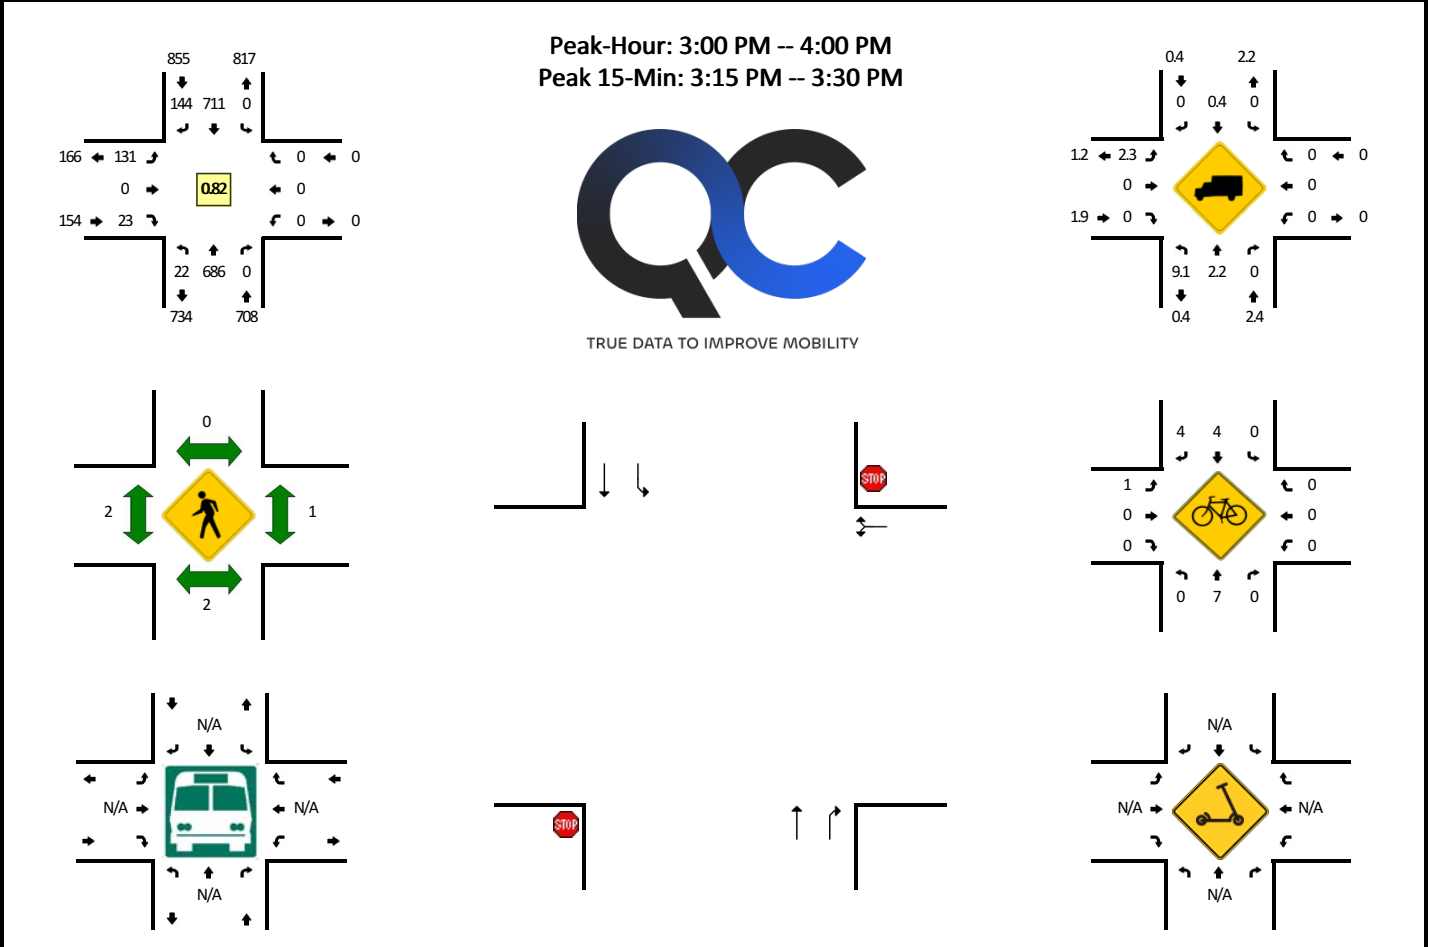 Peak-Hour: 3:00 PM -- 4:00 PM
Peak 15-Min: 3:15 PM -- 3:30 PM
855 817
144 711 0
166 131 0 0
0 0.82 0
154 23 0 0
22 686 0
734 708
QC
TRUE DATA TO IMPROVE MOBILITY
0.4 2.2
0 0.4 0
1.2 2.3 0 0
0 0
1.9 0 0 0
9.1 2.2 0
0.4 2.4
0
2 1
2
STOP
STOP
4 4 0
1 0
0 0
0 0
0 7 0
N/A
N/A N/A
N/A
N/A
N/A N/A
N/A